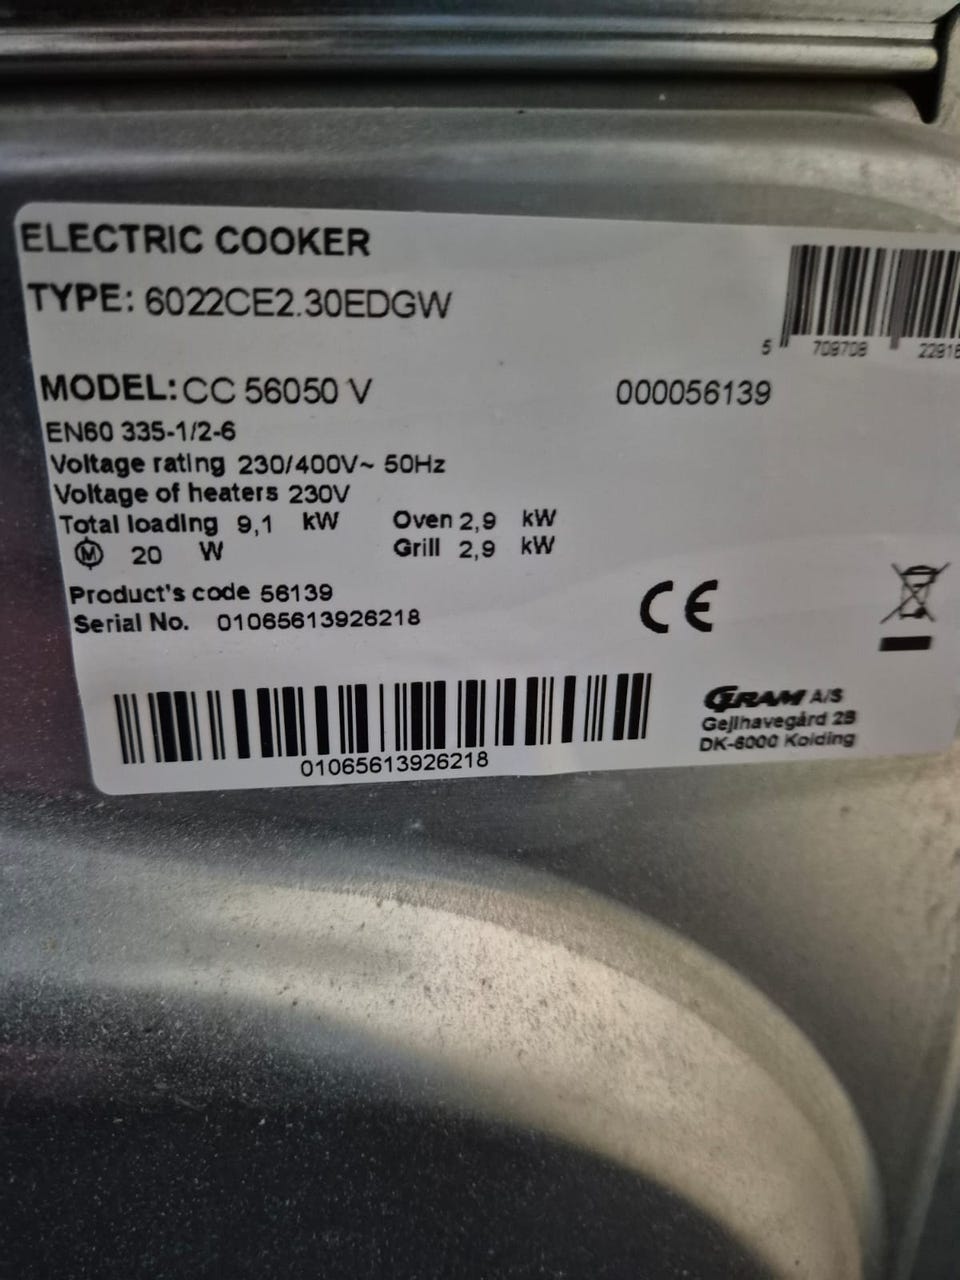 ELECTRIC COOKER
TYPE: 6022CE2.30EDGW
5 709708 22916
MODEL: CC 56050 V 000056139
EN60 335-1/2-6
Voltage rating 230/400V~ 50Hz
Voltage of heaters 230V
Total loading 9,1 kW Oven 2,9 kW
M 20 W Grill 2,9 kW
Product's code 56139
Serial No. 01065613926218
CE
01065613926218
GRAM A/S
Gejlhavegård 2B
DK-6000 Kolding